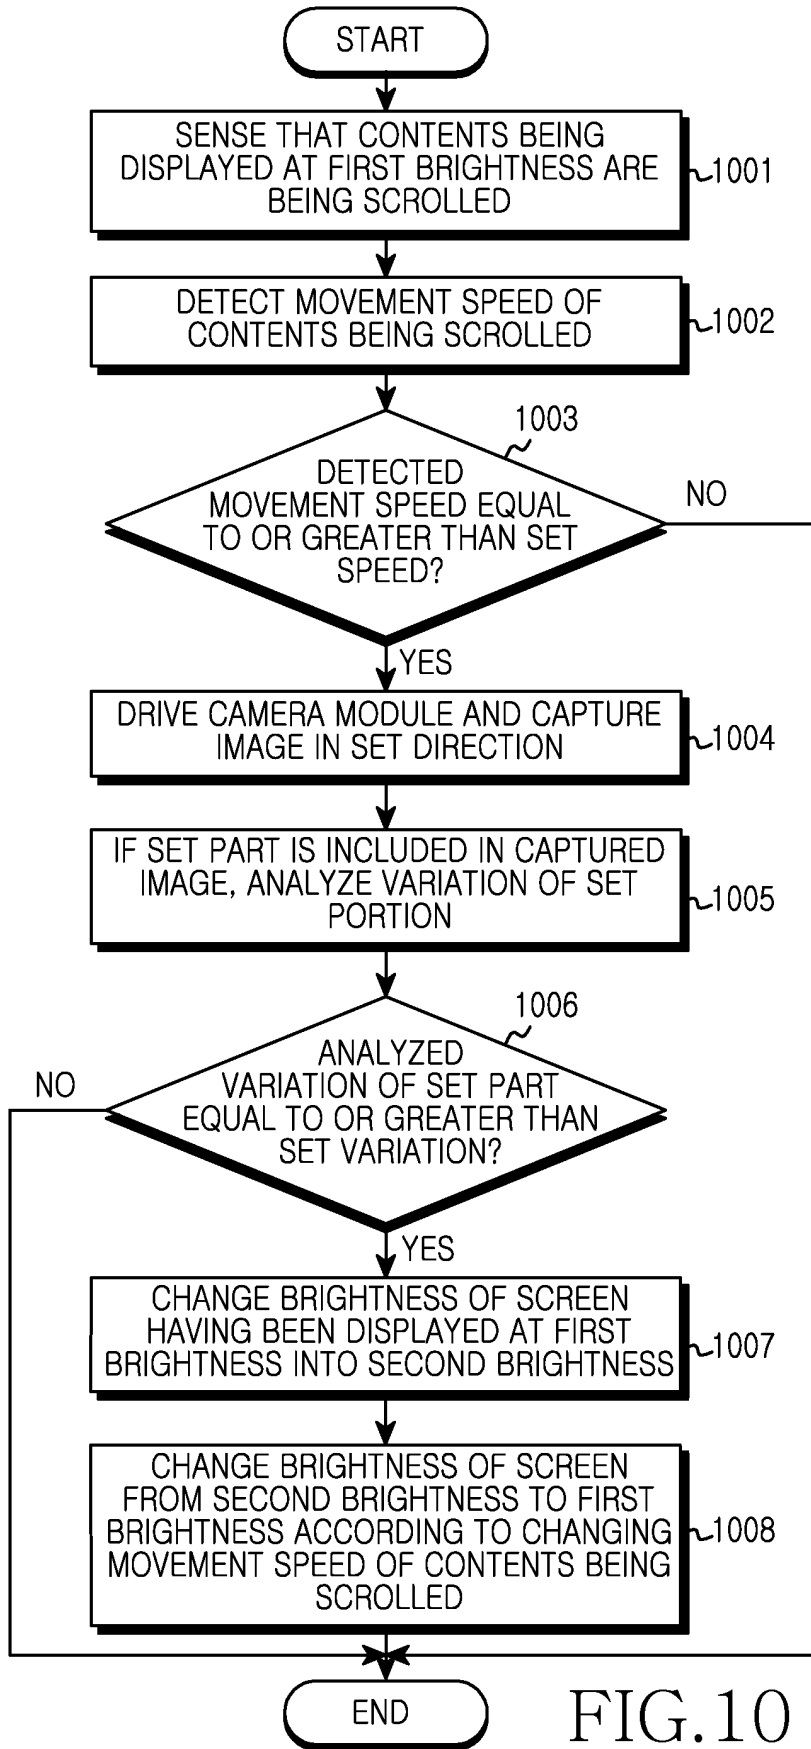 START
SENSE THAT CONTENTS BEING
DISPLAYED AT FIRST BRIGHTNESS ARE
BEING SCROLLED
1001
DETECT MOVEMENT SPEED OF
CONTENTS BEING SCROLLED
1002
1003
DETECTED
MOVEMENT SPEED EQUAL
TO OR GREATER THAN SET
SPEED?
NO
YES
DRIVE CAMERA MODULE AND CAPTURE
IMAGE IN SET DIRECTION
1004
IF SET PART IS INCLUDED IN CAPTURED
IMAGE, ANALYZE VARIATION OF SET
PORTION
1005
1006
ANALYZED
VARIATION OF SET PART
EQUAL TO OR GREATER THAN
SET VARIATION?
NO
YES
CHANGE BRIGHTNESS OF SCREEN
HAVING BEEN DISPLAYED AT FIRST
BRIGHTNESS INTO SECOND BRIGHTNESS
1007
CHANGE BRIGHTNESS OF SCREEN
FROM SECOND BRIGHTNESS TO FIRST
BRIGHTNESS ACCORDING TO CHANGING
MOVEMENT SPEED OF CONTENTS BEING
SCROLLED
1008
END
FIG.10